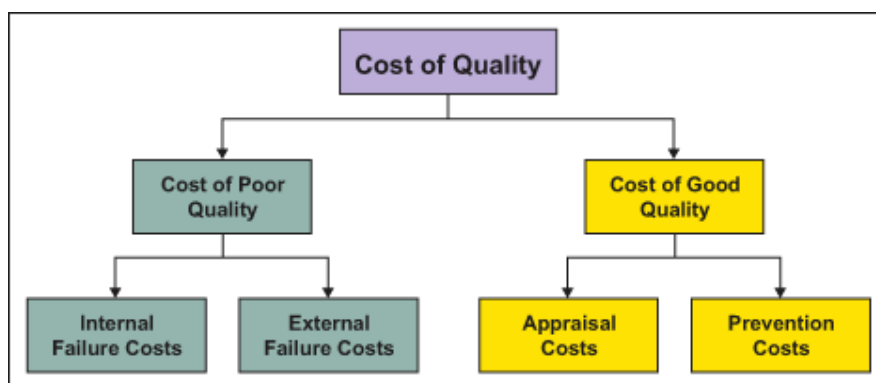 Cost of Quality
Cost of Poor
Quality
Cost of Good
Quality
Internal
Failure Costs
External
Failure Costs
Appraisal
Costs
Prevention
Costs